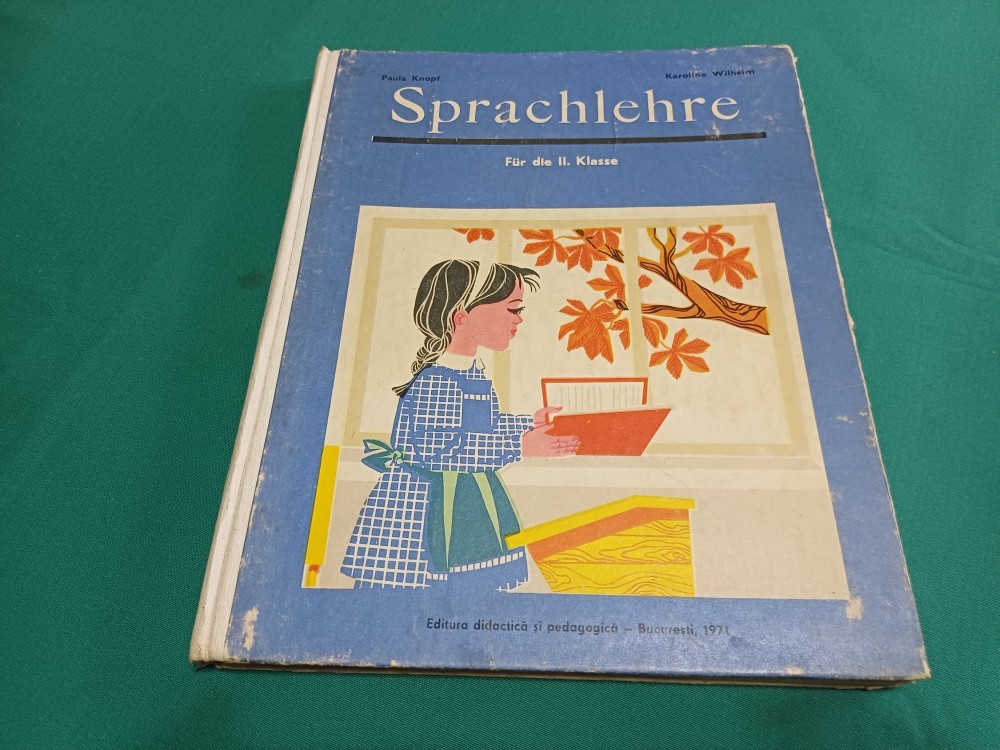 Paula Knopf Karoline Wilhelm
Sprachlehre
Für die II. Klasse
Editura didactică și pedagogică — București, 1971